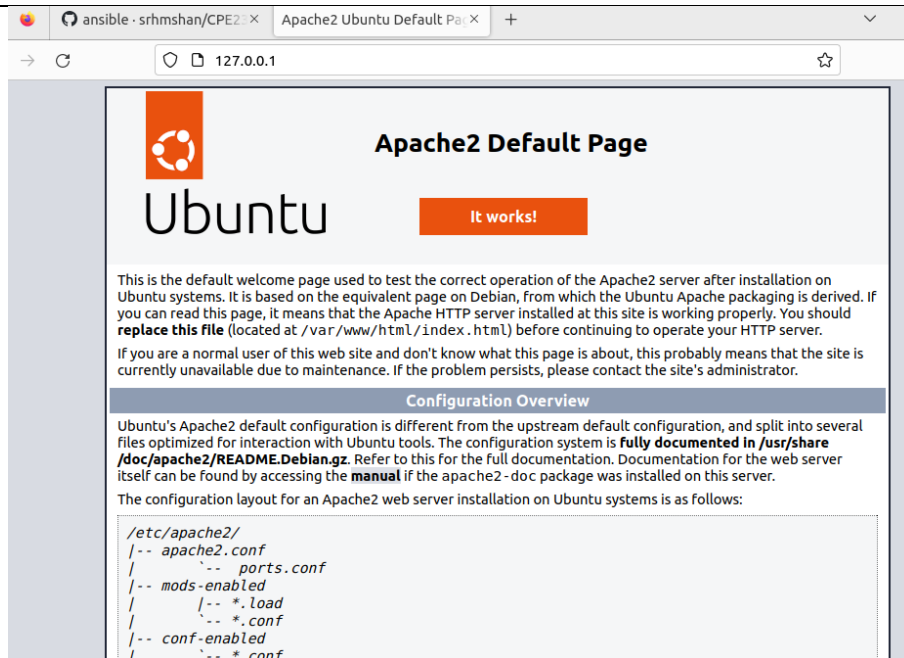 ansible · srhmshan/CPE23
Apache2 Ubuntu Default Pag
127.0.0.1
Apache2 Default Page
Ubuntu
It works!
This is the default welcome page used to test the correct operation of the Apache2 server after installation on
Ubuntu systems. It is based on the equivalent page on Debian, from which the Ubuntu Apache packaging is derived. If
you can read this page, it means that the Apache HTTP server installed at this site is working properly. You should
replace this file (located at /var/www/html/index.html) before continuing to operate your HTTP server.
If you are a normal user of this web site and don't know what this page is about, this probably means that the site is
currently unavailable due to maintenance. If the problem persists, please contact the site's administrator.
Configuration Overview
Ubuntu's Apache2 default configuration is different from the upstream default configuration, and split into several
files optimized for interaction with Ubuntu tools. The configuration system is fully documented in /usr/share
/doc/apache2/README.Debian.gz. Refer to this for the full documentation. Documentation for the web server
itself can be found by accessing the manual if the apache2-doc package was installed on this server.
The configuration layout for an Apache2 web server installation on Ubuntu systems is as follows:
/etc/apache2/
|-- apache2.conf
|       `--  ports.conf
|-- mods-enabled
|       |-- *.load
|       `-- *.conf
|-- conf-enabled
|       `-- *.conf